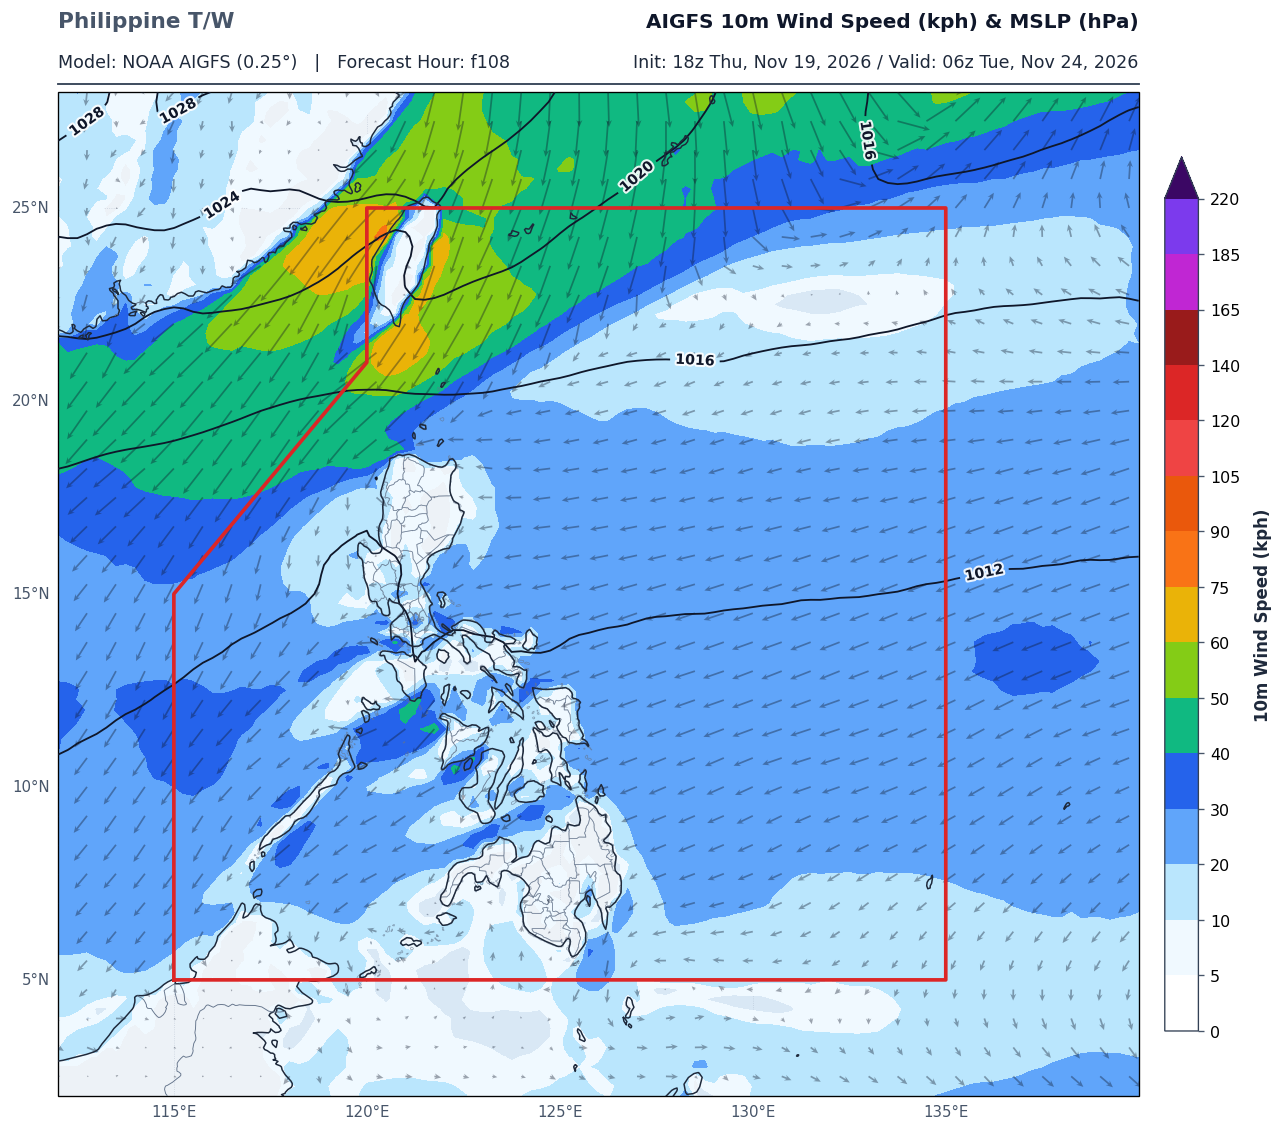 Philippine T/W
AIGFS 10m Wind Speed (kph) & MSLP (hPa)
Model: NOAA AIGFS (0.25°)   |   Forecast Hour: f108
Init: 18z Thu, Nov 19, 2026 / Valid: 06z Tue, Nov 24, 2026
1028
1028
1024
1020
1016
1016
1012
25°N
20°N
15°N
10°N
5°N
115°E
120°E
125°E
130°E
135°E
220
185
165
140
120
105
90
75
60
50
40
30
20
10
5
0
10m Wind Speed (kph)